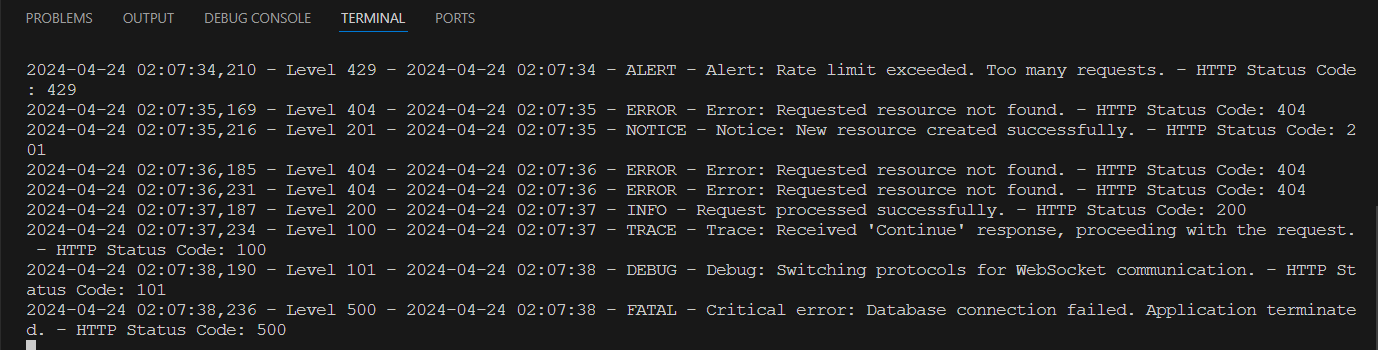 PROBLEMS OUTPUT DEBUG CONSOLE TERMINAL PORTS
2024-04-24 02:07:34,210 - Level 429 - 2024-04-24 02:07:34 - ALERT - Alert: Rate limit exceeded. Too many requests. - HTTP Status Code
: 429
2024-04-24 02:07:35,169 - Level 404 - 2024-04-24 02:07:35 - ERROR - Error: Requested resource not found. - HTTP Status Code: 404
2024-04-24 02:07:35,216 - Level 201 - 2024-04-24 02:07:35 - NOTICE - Notice: New resource created successfully. - HTTP Status Code: 2
01
2024-04-24 02:07:36,185 - Level 404 - 2024-04-24 02:07:36 - ERROR - Error: Requested resource not found. - HTTP Status Code: 404
2024-04-24 02:07:36,231 - Level 404 - 2024-04-24 02:07:36 - ERROR - Error: Requested resource not found. - HTTP Status Code: 404
2024-04-24 02:07:37,187 - Level 200 - 2024-04-24 02:07:37 - INFO - Request processed successfully. - HTTP Status Code: 200
2024-04-24 02:07:37,234 - Level 100 - 2024-04-24 02:07:37 - TRACE - Trace: Received 'Continue' response, proceeding with the request.
- HTTP Status Code: 100
2024-04-24 02:07:38,190 - Level 101 - 2024-04-24 02:07:38 - DEBUG - Debug: Switching protocols for WebSocket communication. - HTTP St
atus Code: 101
2024-04-24 02:07:38,236 - Level 500 - 2024-04-24 02:07:38 - FATAL - Critical error: Database connection failed. Application terminate
d. - HTTP Status Code: 500